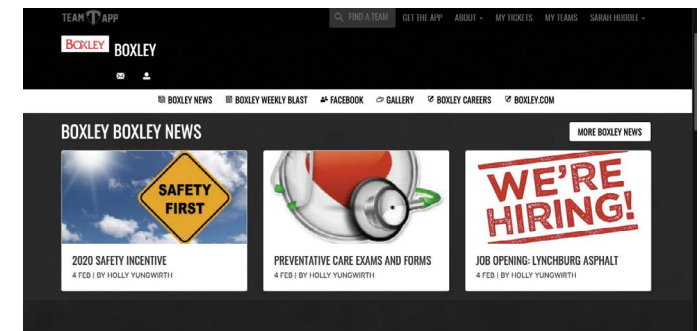 TEAM APP
FIND A TEAM GET THE APP ABOUT MY TICKETS MY TEAMS SARAH HUDDLE
BOXLEY BOXLEY
BOXLEY NEWS BOXLEY WEEKLY BLAST FACEBOOK GALLERY BOXLEY CAREERS BOXLEY.COM
BOXLEY BOXLEY NEWS
MORE BOXLEY NEWS
SAFETY
FIRST
2020 SAFETY INCENTIVE
4 FEB | BY HOLLY YUNGWIRTH
PREVENTATIVE CARE EXAMS AND FORMS
4 FEB | BY HOLLY YUNGWIRTH
WE'RE
HIRING!
JOB OPENING: LYNCHBURG ASPHALT
4 FEB | BY HOLLY YUNGWIRTH